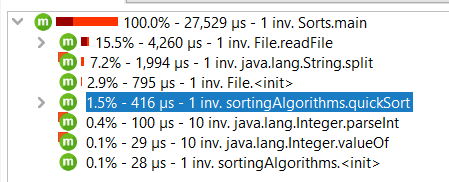 m 100.0% - 27,529 µs - 1 inv. Sorts.main
m 15.5% - 4,260 µs - 1 inv. File.readFile
m 7.2% - 1,994 µs - 1 inv. java.lang.String.split
m 2.9% - 795 µs - 1 inv. File.<init>
m 1.5% - 416 µs - 1 inv. sortingAlgorithms.quickSort
m 0.4% - 100 µs - 10 inv. java.lang.Integer.parseInt
m 0.1% - 29 µs - 10 inv. java.lang.Integer.valueOf
m 0.1% - 28 µs - 1 inv. sortingAlgorithms.<init>